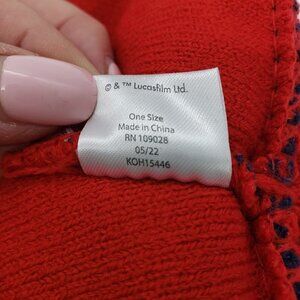 © & ™ Lucasfilm Ltd.
One Size
Made in China
RN 109028
05/22
KOH15446